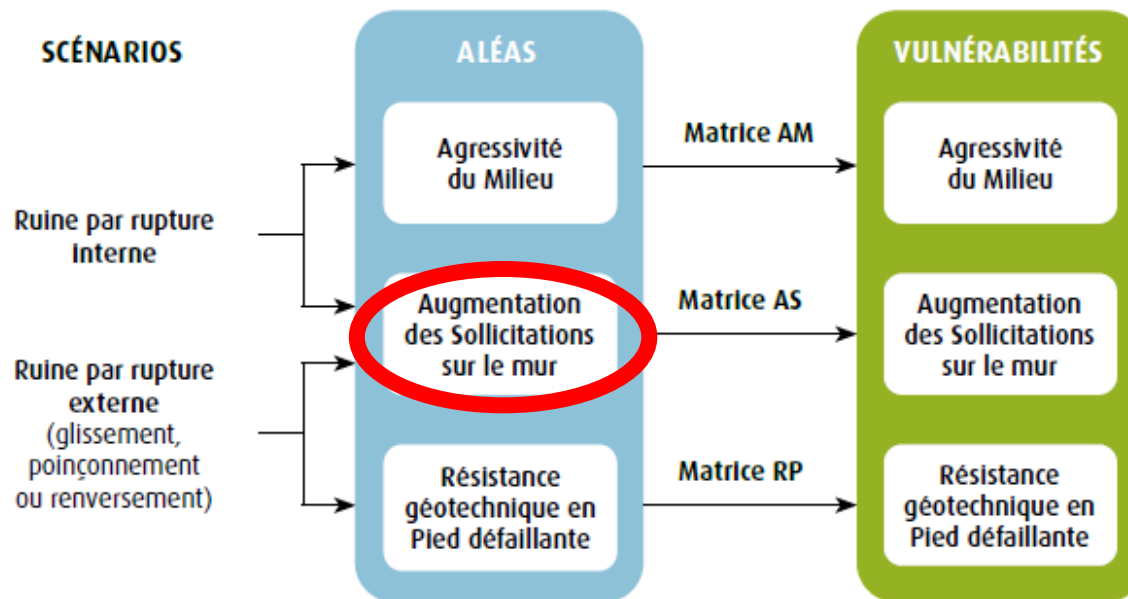 SCÉNARIOS
ALÉAS
VULNÉRABILITÉS
Ruine par rupture
interne
Ruine par rupture
externe
(glissement,
poinçonnement
ou renversement)
Agressivité
du Milieu
Augmentation
des Sollicitations
sur le mur
Résistance
géotechnique en
Pied défaillante
Matrice AM
Matrice AS
Matrice RP
Agressivité
du Milieu
Augmentation
des Sollicitations
sur le mur
Résistance
géotechnique en
Pied défaillante